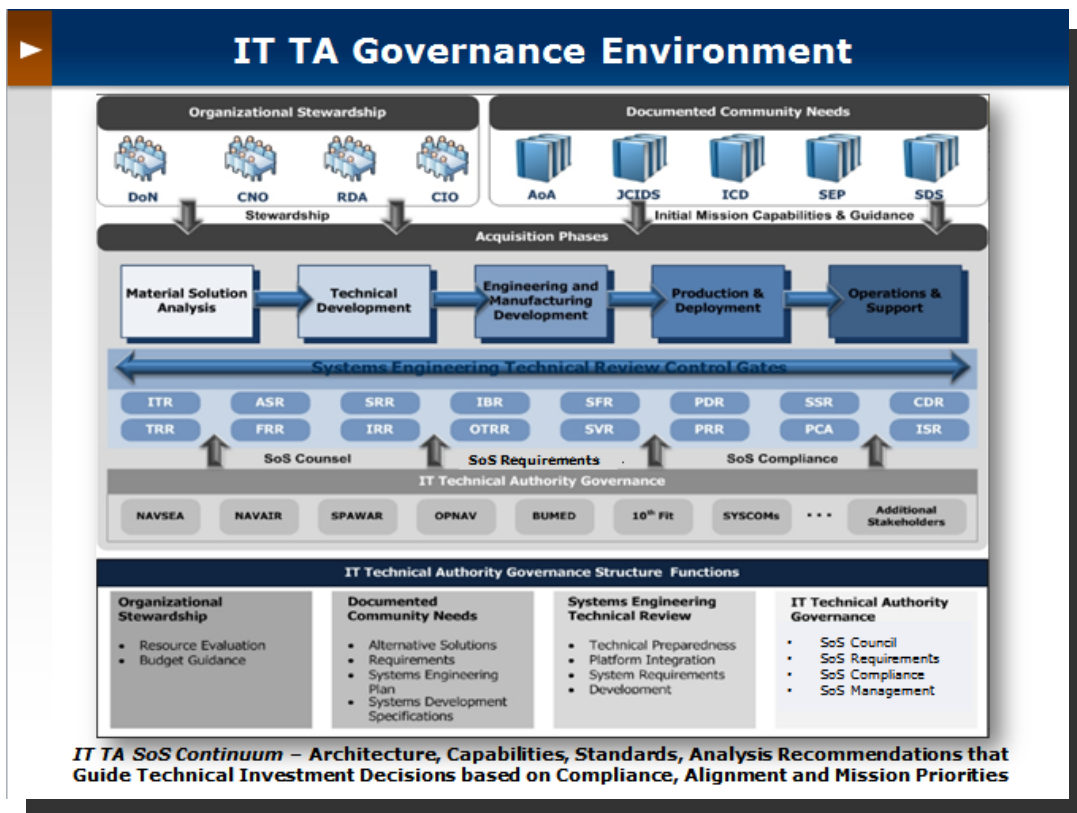 IT TA Governance Environment
Organizational Stewardship
Documented Community Needs
DoN
CNO
RDA
CIO
AoA
JCIDS
ICD
SEP
SDS
Stewardship
Initial Mission Capabilities & Guidance
Acquisition Phases
Material Solution
Analysis
Technical
Development
Engineering and
Manufacturing
Development
Production &
Deployment
Operations &
Support
Systems Engineering Technical Review Control Gates
ITR
ASR
SRR
IBR
SFR
PDR
SSR
CDR
TRR
FRR
IRR
OTRR
SVR
PRR
PCA
ISR
SoS Counsel
SoS Requirements
SoS Compliance
IT Technical Authority Governance
NAVSEA
NAVAIR
SPAWAR
OPNAV
BUMED
10th Flt
SYSCOMs
• • •
Additional
Stakeholders
IT Technical Authority Governance Structure Functions
Organizational
Stewardship
• Resource Evaluation
• Budget Guidance
Documented
Community Needs
• Alternative Solutions
• Requirements
• Systems Engineering
Plan
• Systems Development
Specifications
Systems Engineering
Technical Review
• Technical Preparedness
• Platform Integration
• System Requirements
• Development
IT Technical Authority
Governance
• SoS Council
• SoS Requirements
• SoS Compliance
• SoS Management
IT TA SoS Continuum – Architecture, Capabilities, Standards, Analysis Recommendations that
Guide Technical Investment Decisions based on Compliance, Alignment and Mission Priorities